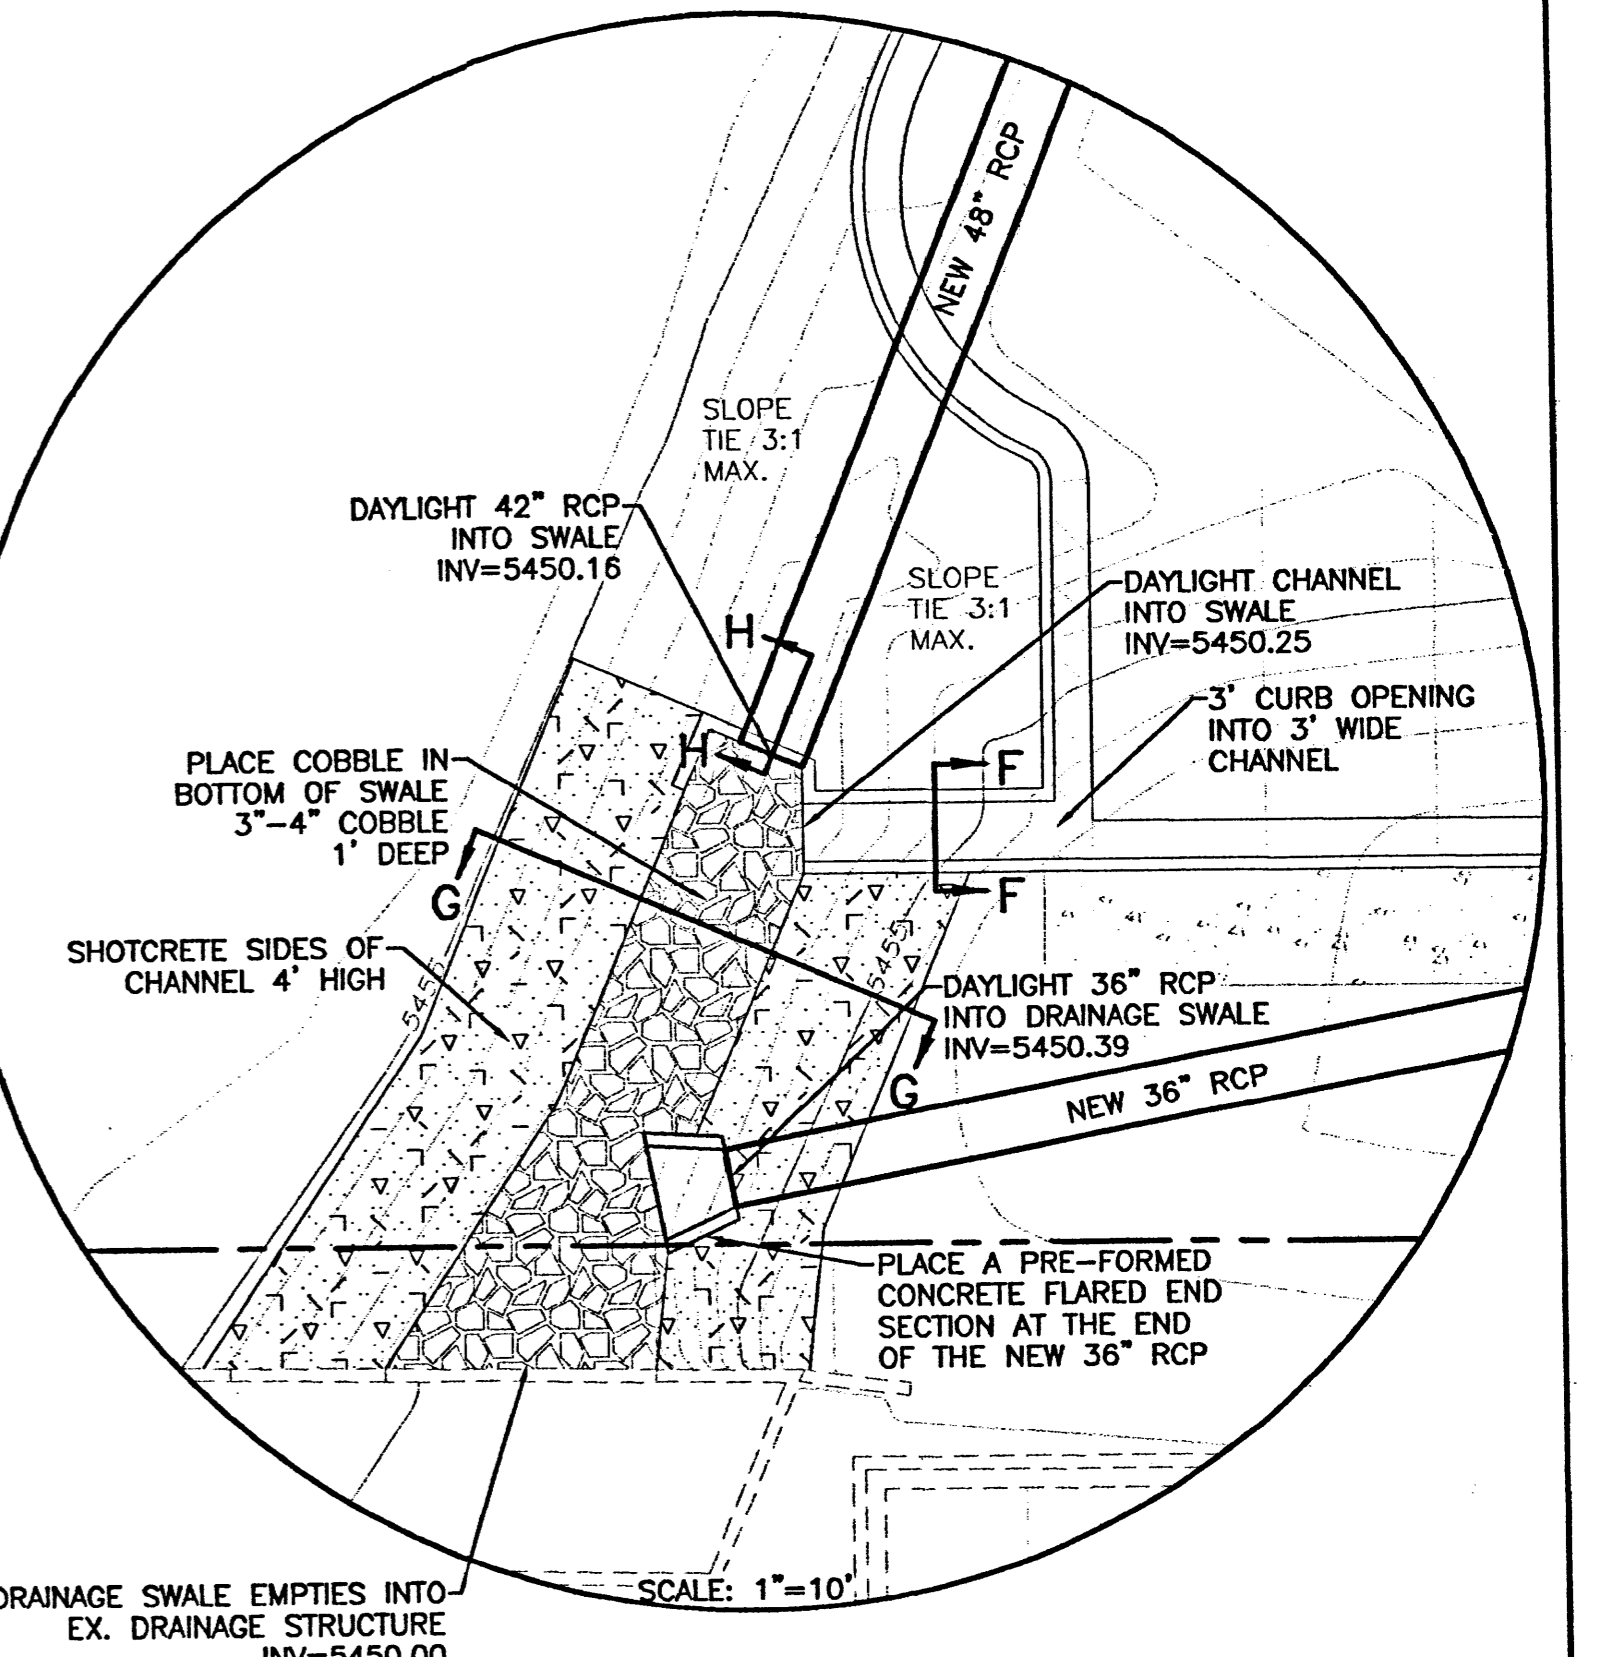 NEW 48" RCP
SLOPE
TIE 3:1
MAX.
DAYLIGHT 42" RCP
INTO SWALE
INV=5450.16
SLOPE
TIE 3:1
MAX.
DAYLIGHT CHANNEL
INTO SWALE
INV=5450.25
H
3' CURB OPENING
INTO 3' WIDE
CHANNEL
H
F
PLACE COBBLE IN
BOTTOM OF SWALE
3"-4" COBBLE
1' DEEP
G
F
SHOTCRETE SIDES OF
CHANNEL 4' HIGH
5455
5455
DAYLIGHT 36" RCP
INTO DRAINAGE SWALE
INV=5450.39
G
NEW 36" RCP
PLACE A PRE-FORMED
CONCRETE FLARED END
SECTION AT THE END
OF THE NEW 36" RCP
SCALE: 1"=10'
DRAINAGE SWALE EMPTIES INTO
EX. DRAINAGE STRUCTURE
INV=5450.00